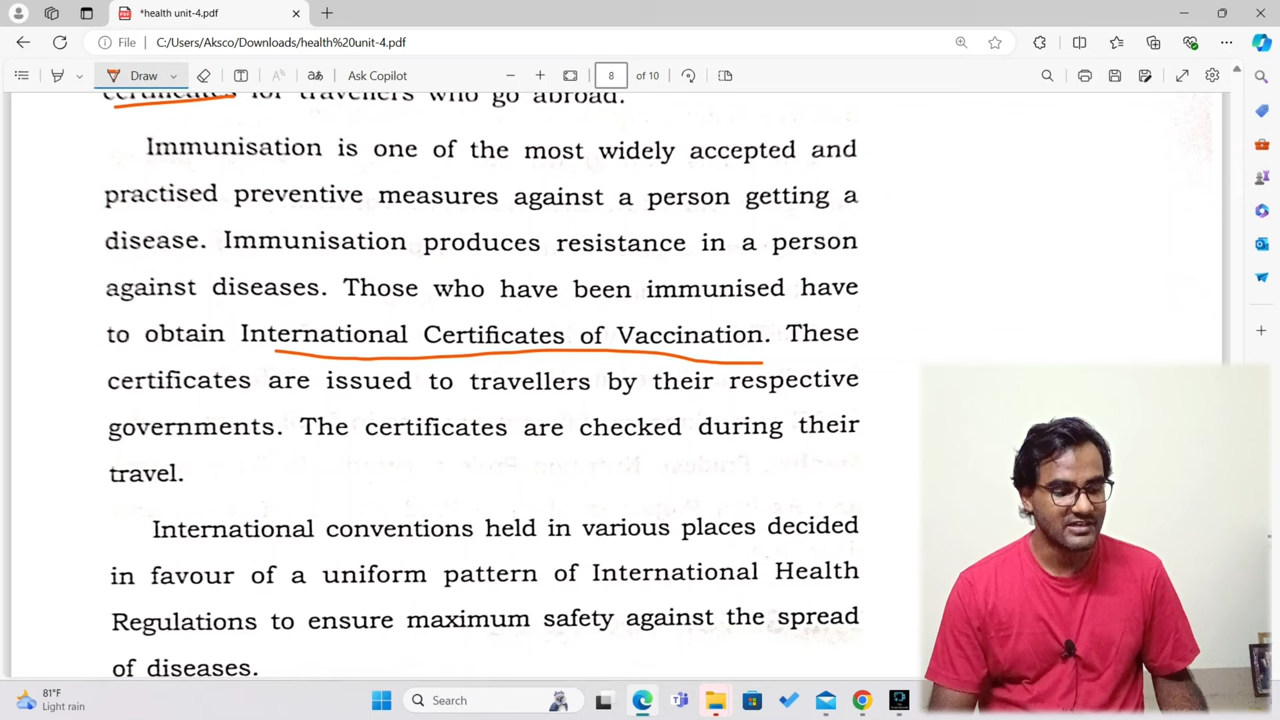 *health unit-4.pdf
File C:/Users/Aksco/Downloads/health%20unit-4.pdf
Draw
Ask Copilot
8 of 10
certificates for travellers who go abroad.
Immunisation is one of the most widely accepted and
practised preventive measures against a person getting a
disease. Immunisation produces resistance in a person
against diseases. Those who have been immunised have
to obtain International Certificates of Vaccination. These
certificates are issued to travellers by their respective
governments. The certificates are checked during their
travel.
International conventions held in various places decided
in favour of a uniform pattern of International Health
Regulations to ensure maximum safety against the spread
of diseases.
81°F
Light rain
Search